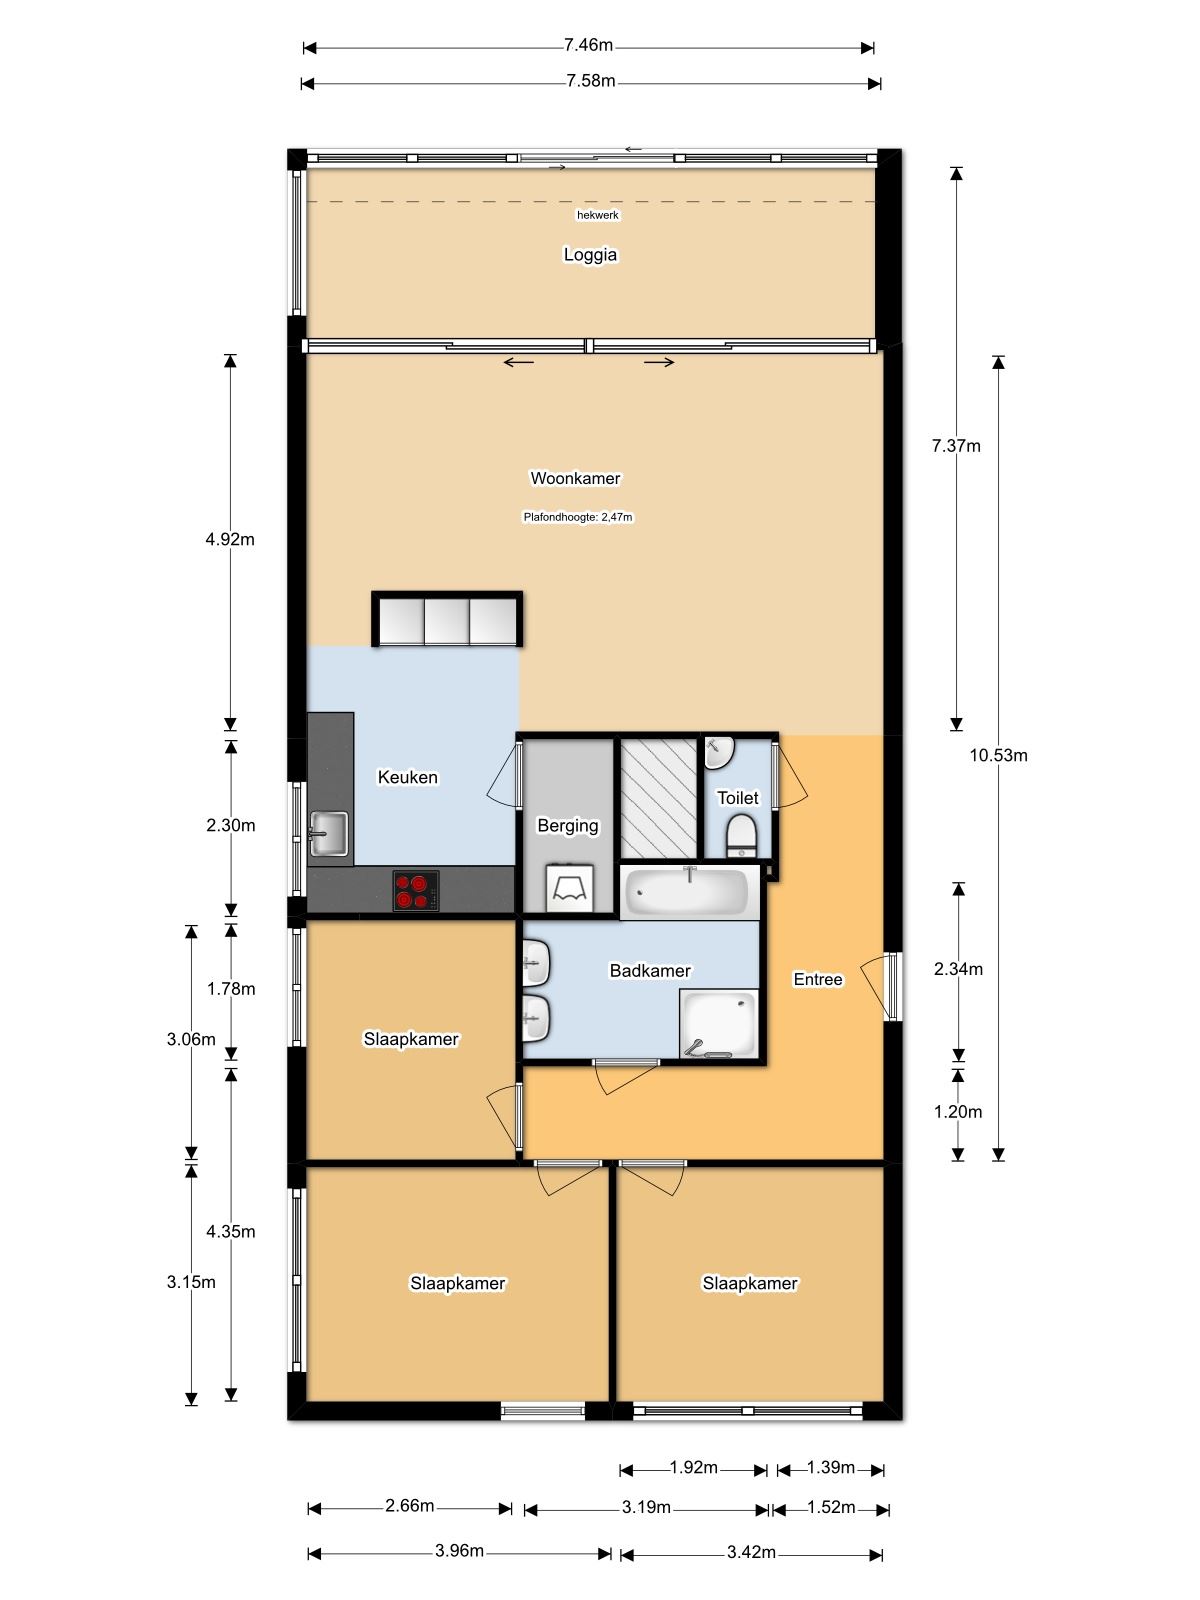 7.46m
7.58m
hekwerk
Loggia
7.37m
Woonkamer
Plafondhoogte: 2,47m
4.92m
10.53m
Keuken
Toilet
Berging
2.30m
Badkamer
Entree
2.34m
1.78m
3.06m
Slaapkamer
1.20m
4.35m
3.15m
Slaapkamer
Slaapkamer
1.92m
1.39m
2.66m
3.19m
1.52m
3.96m
3.42m